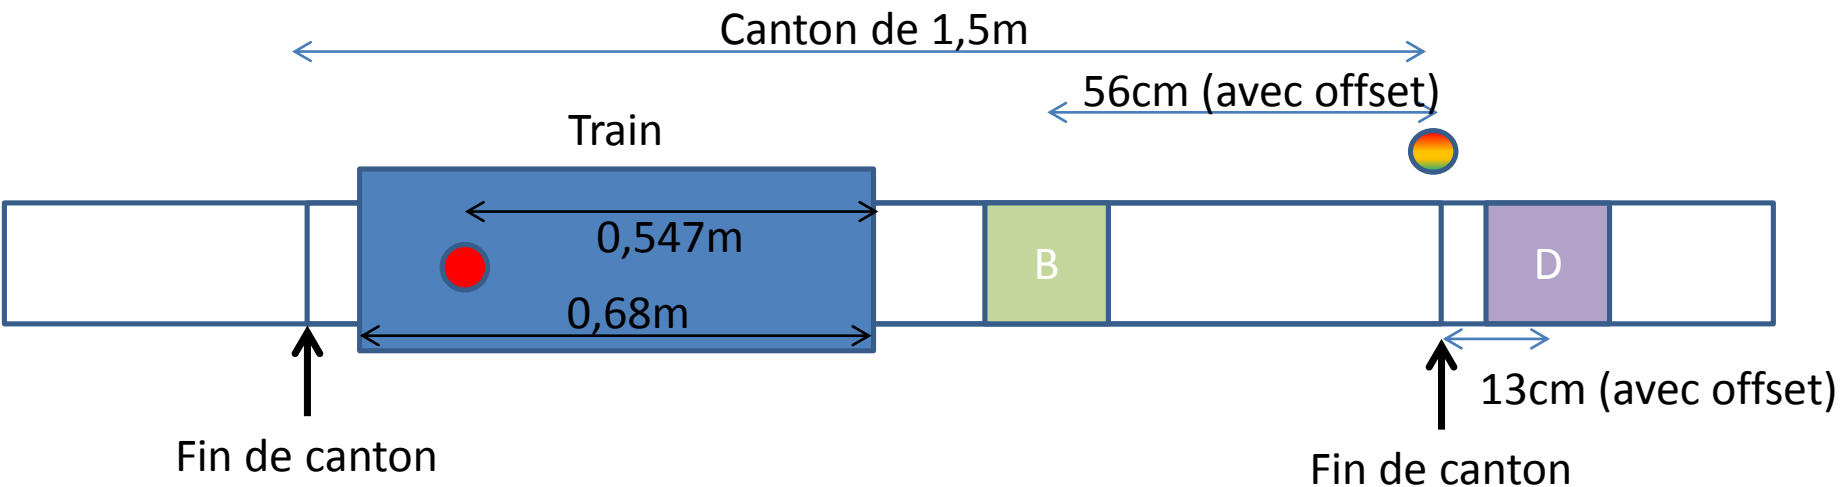 Canton de 1,5m
56cm (avec offset)
Train
0,547m
B
D
0,68m
13cm (avec offset)
Fin de canton
Fin de canton